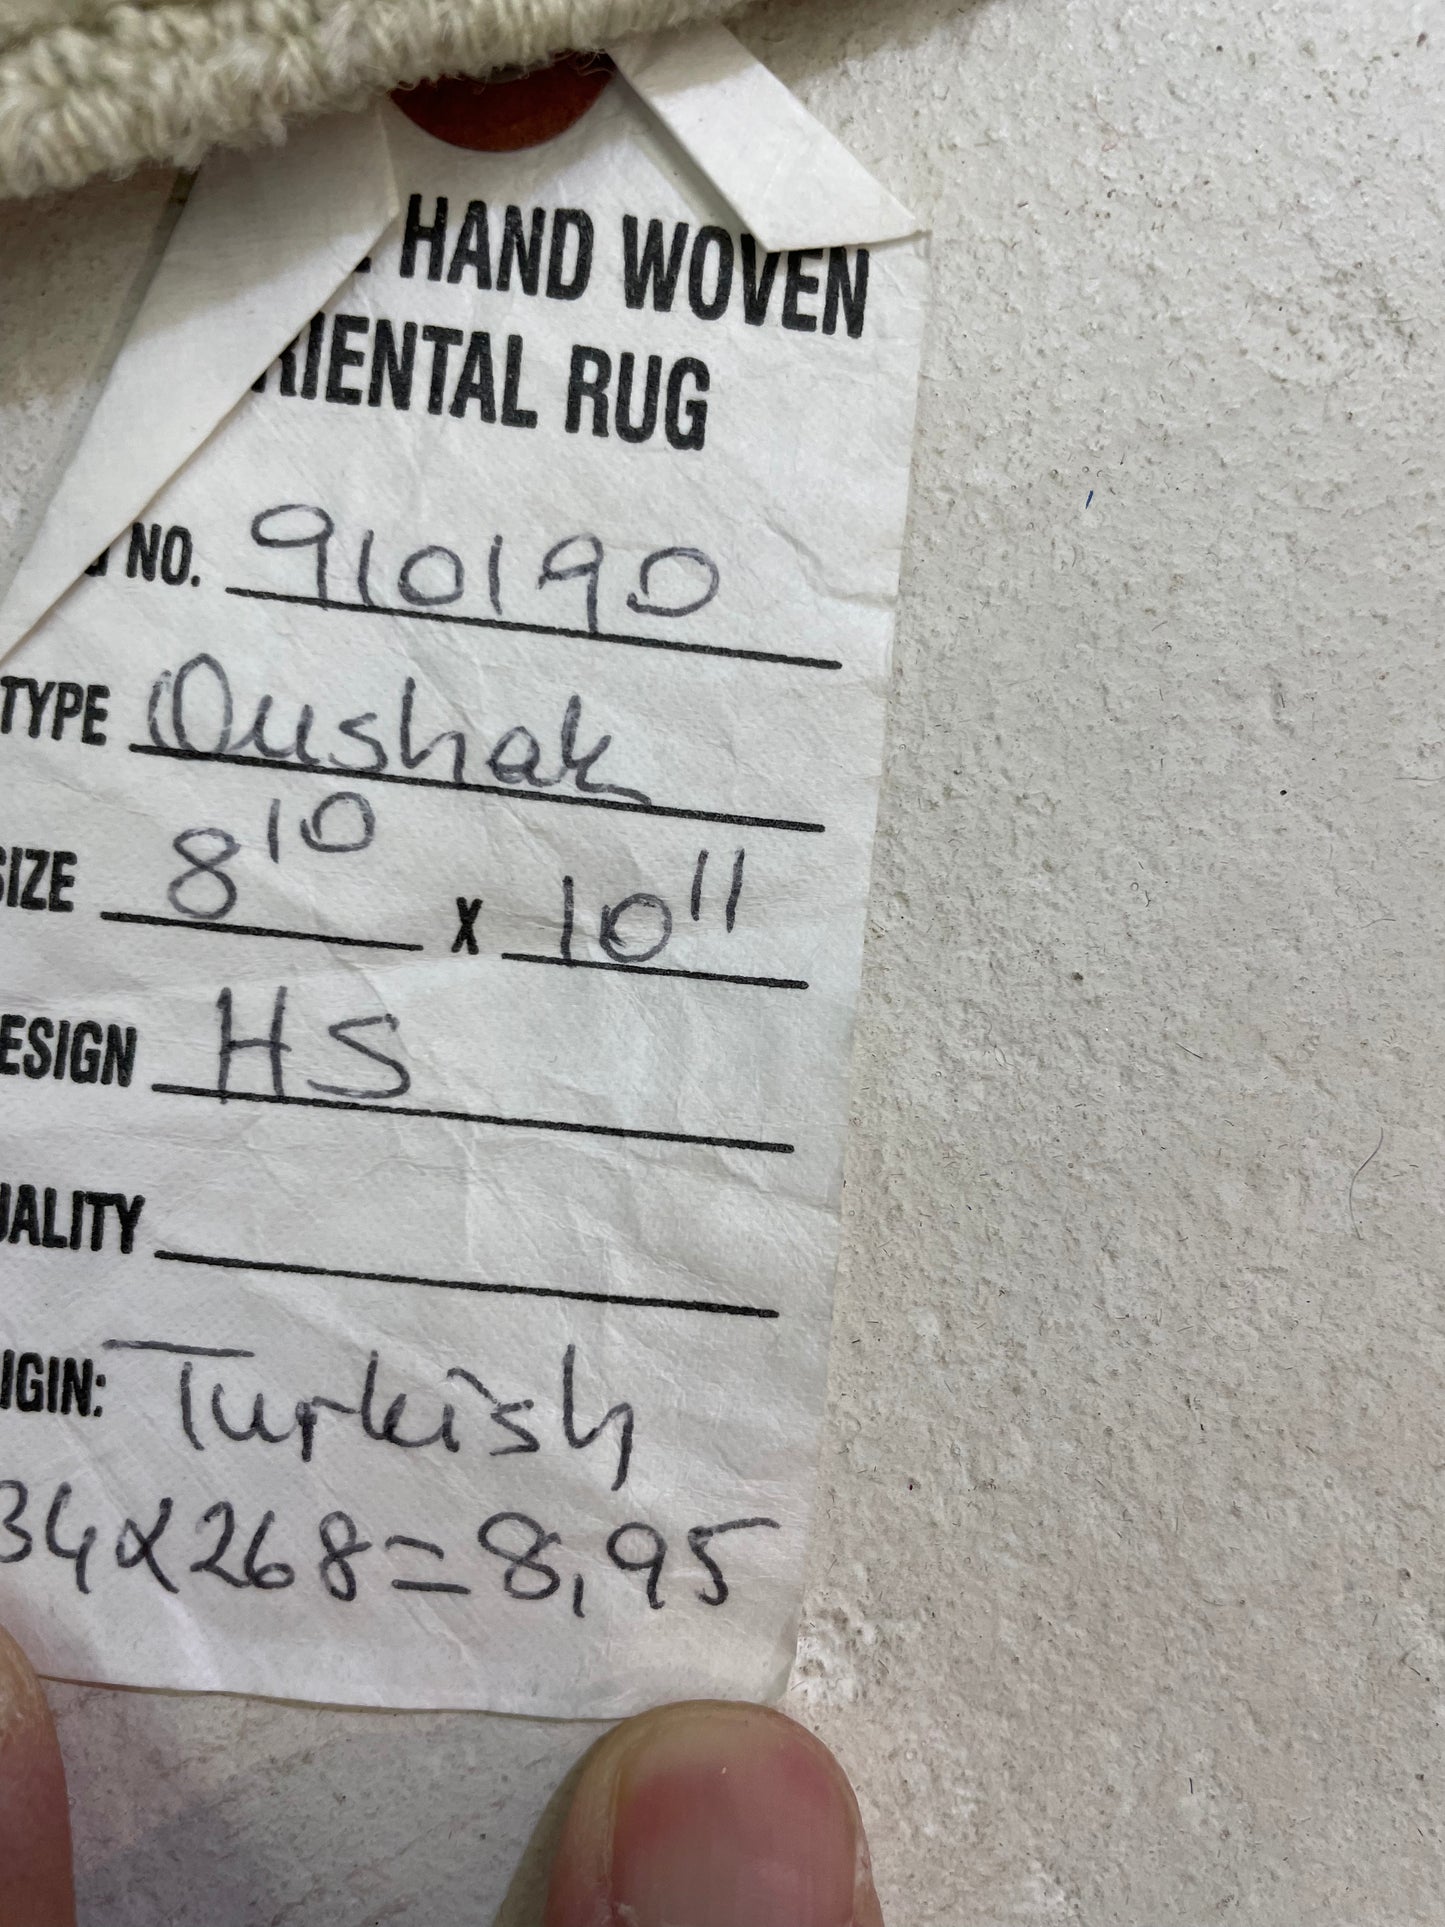 HAND WOVEN
RIENTAL RUG
NO. 910190
TYPE Oushak
SIZE 8 10 x 10 11
ESIGN HS
UALITY
IGIN: Turkish
34x268=8,95